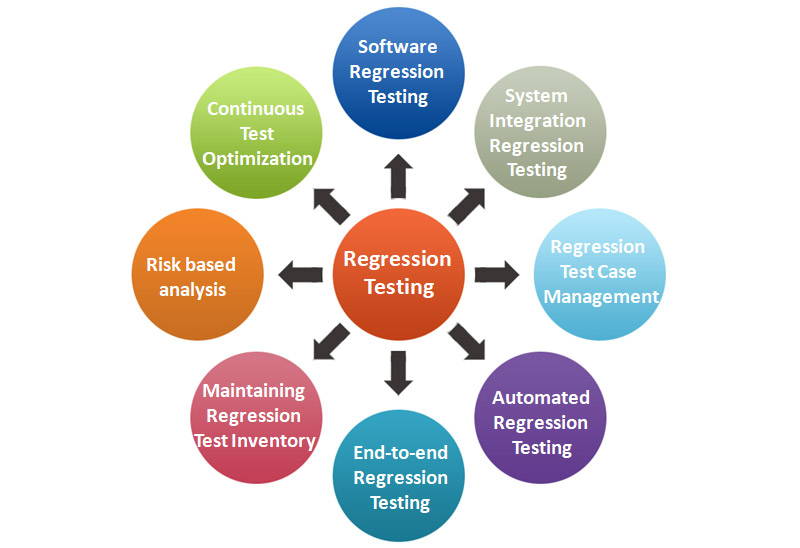 Software
Regression
Testing
System
Integration
Regression
Testing
Regression
Test Case
Management
Automated
Regression
Testing
End-to-end
Regression
Testing
Maintaining
Regression
Test Inventory
Risk based
analysis
Continuous
Test
Optimization
Regression
Testing